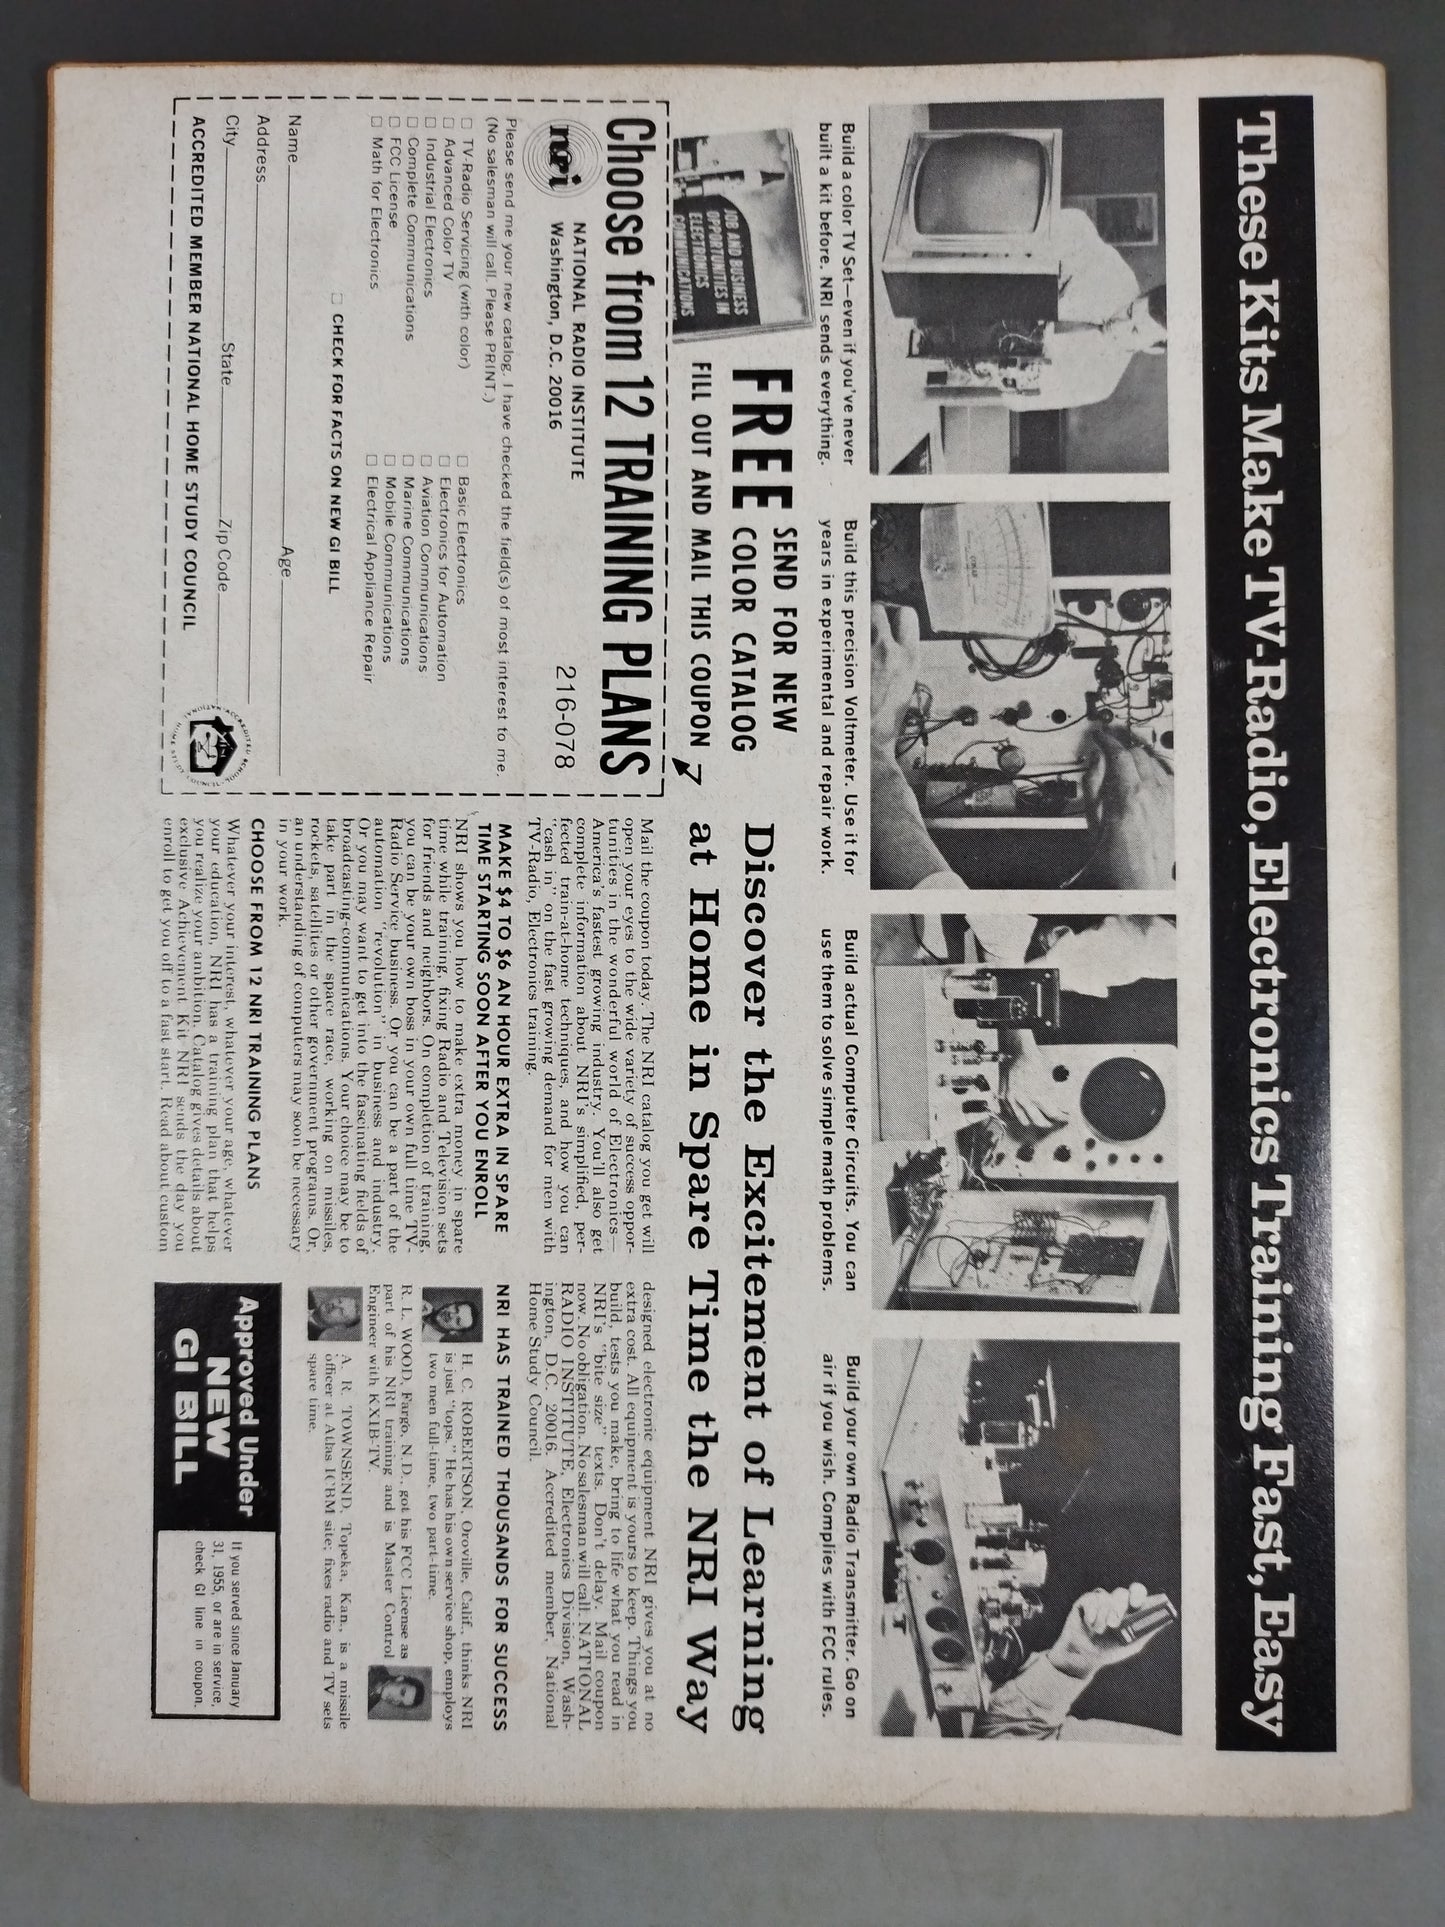 These Kits Make TV-Radio, Electronics Training Fast, Easy
Build a color TV Set—even if you've never
built a kit before. NRI sends everything.
Build this precision Voltmeter. Use it for
years in experimental and repair work.
Build actual Computer Circuits. You can
use them to solve simple math problems.
Build your own Radio Transmitter. Go on
air if you wish. Complies with FCC rules.
JOB AND BUSINESS
OPPORTUNITIES IN
ELECTRONICS
COMMUNICATIONS
FREE
SEND FOR NEW
COLOR CATALOG
FILL OUT AND MAIL THIS COUPON
Choose from 12 TRAINING PLANS
nri
NATIONAL RADIO INSTITUTE
Washington, D.C. 20016
216-078
Please send me your new catalog. I have checked the field(s) of most interest to me.
(No salesman will call. Please PRINT.)
□ TV-Radio Servicing (with color)
□ Advanced Color TV
□ Industrial Electronics
□ Complete Communications
□ FCC License
□ Math for Electronics
□ Basic Electronics
□ Electronics for Automation
□ Aviation Communications
□ Marine Communications
□ Mobile Communications
□ Electrical Appliance Repair
□ CHECK FOR FACTS ON NEW GI BILL
Name Age
Address
City State Zip Code
ACCREDITED MEMBER NATIONAL HOME STUDY COUNCIL
Discover the Excitement of Learning
at Home in Spare Time the NRI Way
Mail the coupon today. The NRI catalog you get will
open your eyes to the wide variety of success oppor-
tunities in the wonderful world of Electronics—
America's fastest growing industry. You'll also get
complete information about NRI's simplified, per-
fected train-at-home techniques, and how you can
"cash in" on the fast growing demand for men with
TV-Radio, Electronics training.
MAKE $4 TO $6 AN HOUR EXTRA IN SPARE
TIME STARTING SOON AFTER YOU ENROLL
NRI shows you how to make extra money in spare
time while training, fixing Radio and Television sets
for friends and neighbors. On completion of training,
you can be your own boss in your own full time TV-
Radio Service business. Or you can be a part of the
automation "revolution" in business and industry.
Or you may want to get into the fascinating fields of
broadcasting-communications. Your choice may be to
take part in the space race, working on missiles,
rockets, satellites or other government programs. Or,
an understanding of computers may soon be necessary
in your work.
CHOOSE FROM 12 NRI TRAINING PLANS
Whatever your interest, whatever your age, whatever
your education, NRI has a training plan that helps
you realize your ambition. Catalog gives details about
exclusive Achievement Kit NRI sends the day you
enroll to get you off to a fast start. Read about custom
designed electronic equipment NRI gives you at no
extra cost. All equipment is yours to keep. Things you
build, tests you make, bring to life what you read in
NRI's "bite size" texts. Don't delay. Mail coupon
now. No obligation. No salesman will call. NATIONAL
RADIO INSTITUTE, Electronics Division, Wash-
ington, D.C. 20016. Accredited member, National
Home Study Council.
NRI HAS TRAINED THOUSANDS FOR SUCCESS
H. C. ROBERTSON, Oroville, Calif., thinks NRI
is just "tops." He has his own service shop, employs
two men full-time, two part-time.
R. L. WOOD, Fargo, N.D., got his FCC License as
part of his NRI training and is Master Control
Engineer with KXJB-TV.
A. R. TOWNSEND, Topeka, Kan., is a missile
officer at Atlas ICBM site; fixes radio and TV sets
spare time.
Approved Under
NEW
GI BILL
If you served since January
31, 1955, or are in service,
check GI line in coupon.